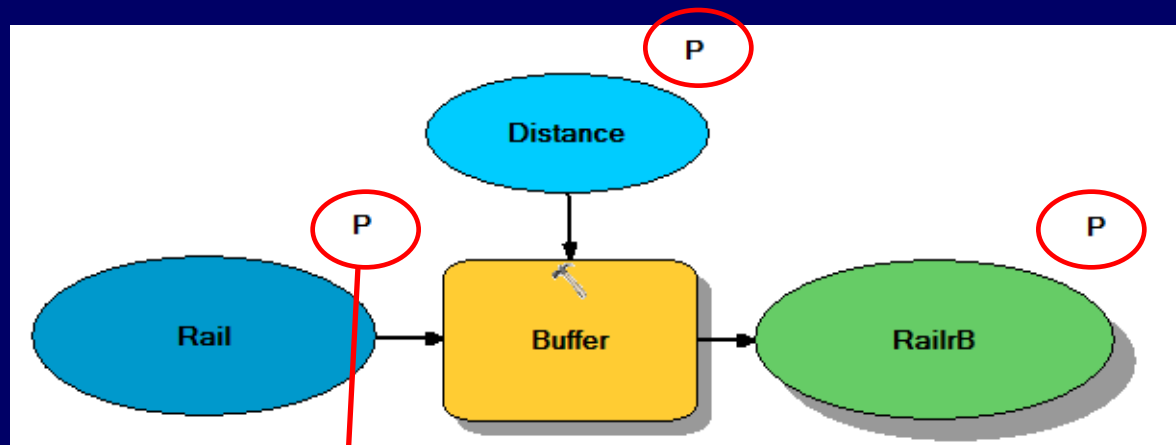 P
Distance
P
P
Rail
Buffer
RailrB